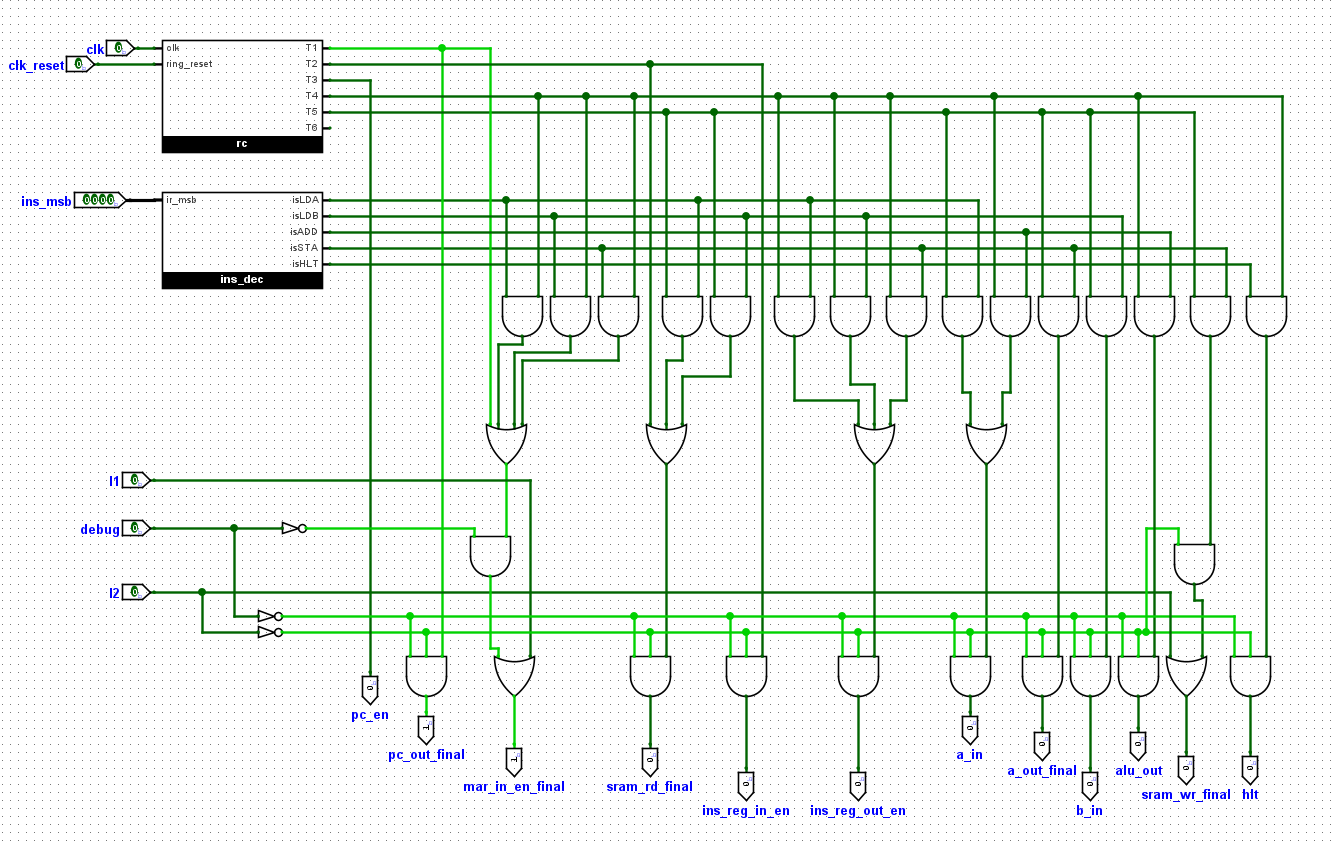 clk
0
clk
T1
clk_reset
0
ring_reset
T2
T3
T4
T5
T6
rc
ins_msb
0000
ir_msb
isLDA
isLDB
isADD
isSTA
isHLT
ins_dec
I1
0
debug
0
I2
0
0
pc_en
1
pc_out_final
1
mar_in_en_final
0
sram_rd_final
0
ins_reg_in_en
0
ins_reg_out_en
0
a_in
0
a_out_final
0
b_in
0
alu_out
0
sram_wr_final
0
hlt